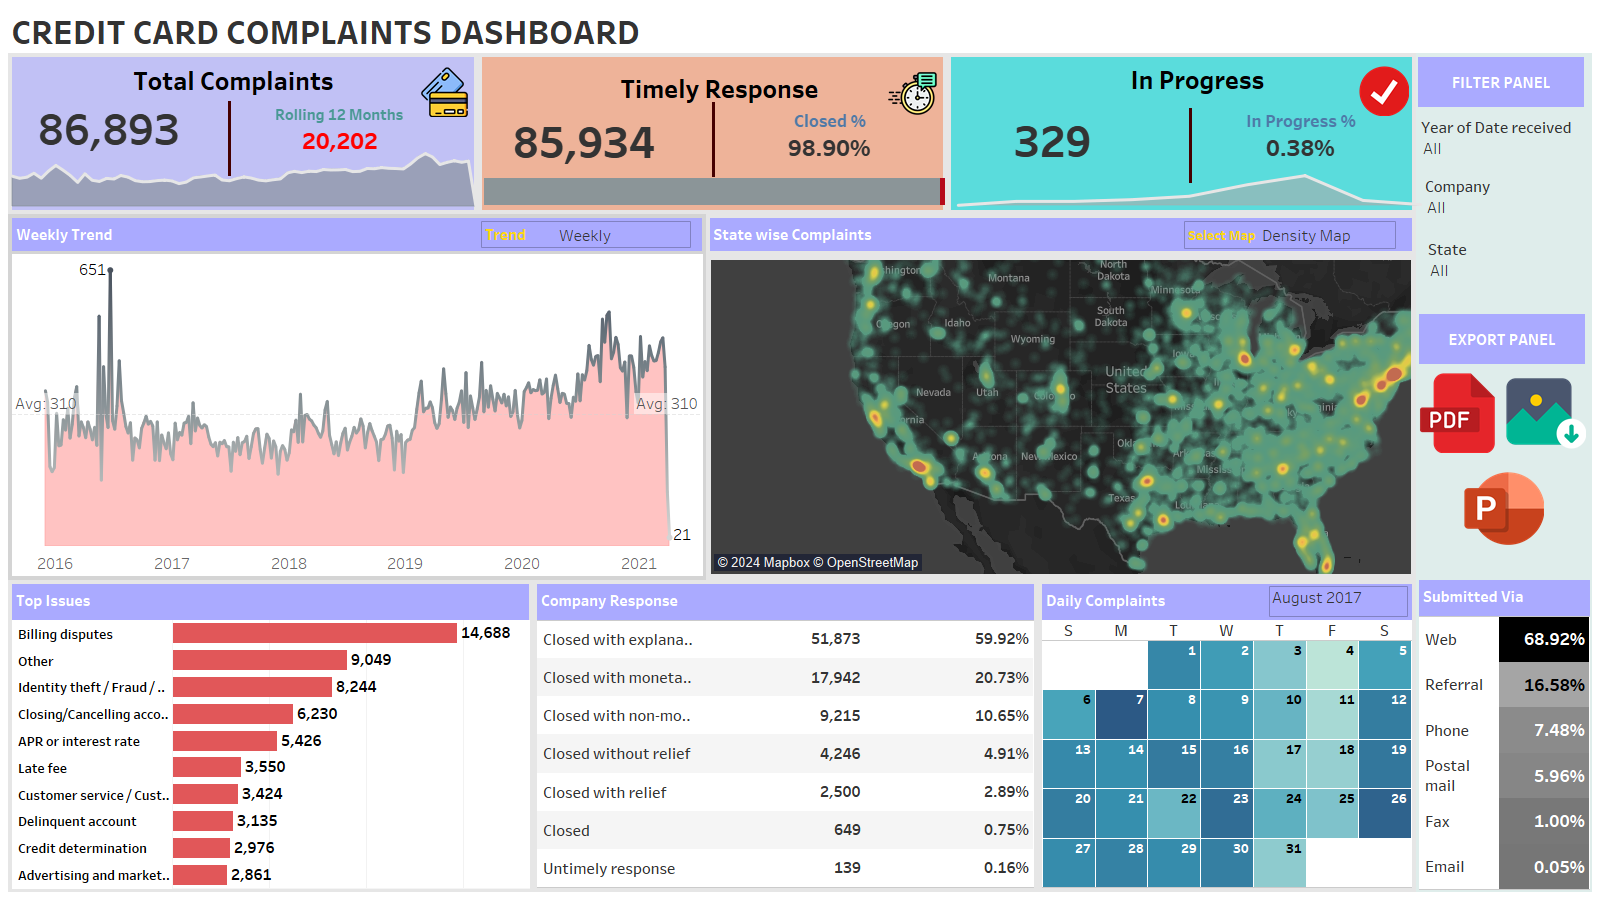 CREDIT CARD COMPLAINTS DASHBOARD
Total Complaints
86,893
Rolling 12 Months
20,202
Timely Response
85,934
Closed %
98.90%
In Progress
329
In Progress %
0.38%
FILTER PANEL
Year of Date received
All
Company
All
State
All
Weekly Trend
Trend Weekly
651
Avg: 310
Avg: 310
21
2016 2017 2018 2019 2020 2021
State wise Complaints
Select Map Density Map
Montana
North
Dakota
Minnesota
Oregon
Idaho
South
Dakota
Wyoming
United
States
Nevada
Utah
New Mexico
Texas
© 2024 Mapbox © OpenStreetMap
EXPORT PANEL
PDF
P
Top Issues
Billing disputes 14,688
Other 9,049
Identity theft / Fraud / .. 8,244
Closing/Cancelling acco.. 6,230
APR or interest rate 5,426
Late fee 3,550
Customer service / Cust.. 3,424
Delinquent account 3,135
Credit determination 2,976
Advertising and market.. 2,861
Company Response
Closed with explana.. 51,873 59.92%
Closed with moneta.. 17,942 20.73%
Closed with non-mo.. 9,215 10.65%
Closed without relief 4,246 4.91%
Closed with relief 2,500 2.89%
Closed 649 0.75%
Untimely response 139 0.16%
Daily Complaints
August 2017
S M T W T F S
1 2 3 4 5
6 7 8 9 10 11 12
13 14 15 16 17 18 19
20 21 22 23 24 25 26
27 28 29 30 31
Submitted Via
Web 68.92%
Referral 16.58%
Phone 7.48%
Postal
mail 5.96%
Fax 1.00%
Email 0.05%